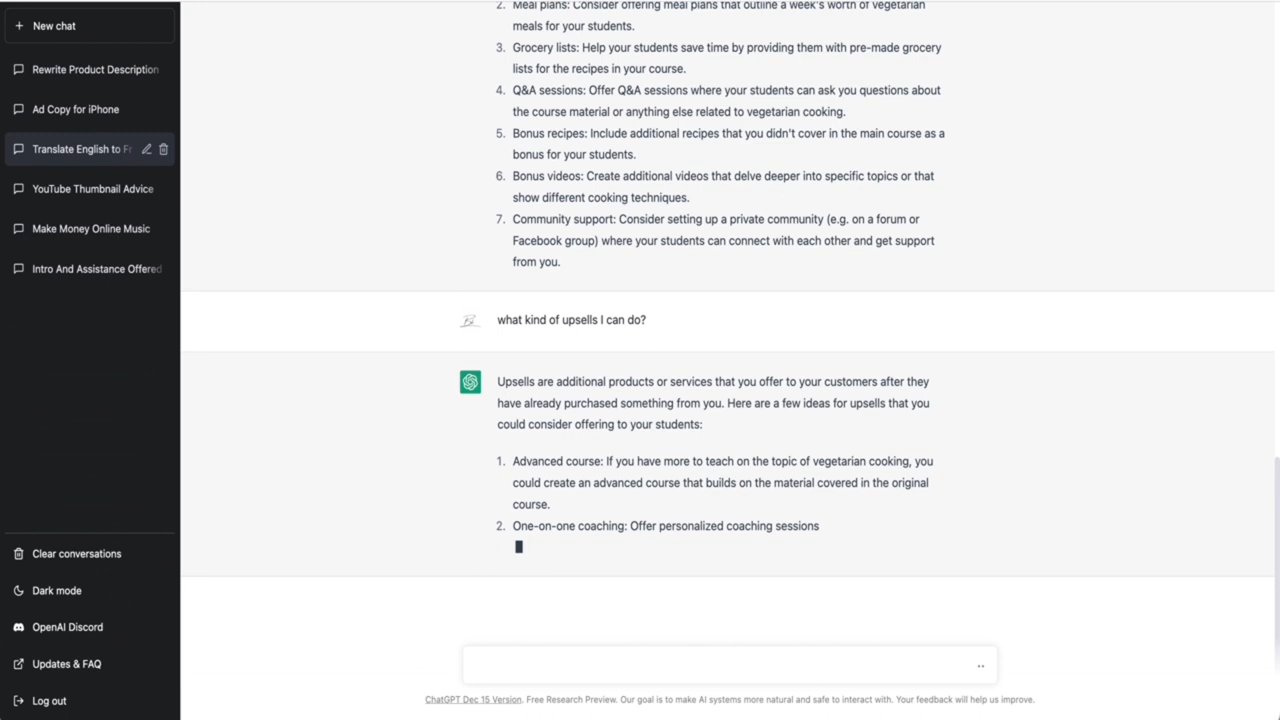 New chat
Rewrite Product Description
Ad Copy for iPhone
Translate English to Fr
YouTube Thumbnail Advice
Make Money Online Music
Intro And Assistance Offered
Clear conversations
Dark mode
OpenAI Discord
Updates & FAQ
Log out
2. Meal plans: Consider offering meal plans that outline a week's worth of vegetarian
meals for your students.
3. Grocery lists: Help your students save time by providing them with pre-made grocery
lists for the recipes in your course.
4. Q&A sessions: Offer Q&A sessions where your students can ask you questions about
the course material or anything else related to vegetarian cooking.
5. Bonus recipes: Include additional recipes that you didn't cover in the main course as a
bonus for your students.
6. Bonus videos: Create additional videos that delve deeper into specific topics or that
show different cooking techniques.
7. Community support: Consider setting up a private community (e.g. on a forum or
Facebook group) where your students can connect with each other and get support
from you.
what kind of upsells I can do?
Upsells are additional products or services that you offer to your customers after they
have already purchased something from you. Here are a few ideas for upsells that you
could consider offering to your students:
1. Advanced course: If you have more to teach on the topic of vegetarian cooking, you
could create an advanced course that builds on the material covered in the original
course.
2. One-on-one coaching: Offer personalized coaching sessions
ChatGPT Dec 15 Version. Free Research Preview. Our goal is to make AI systems more natural and safe to interact with. Your feedback will help us improve.